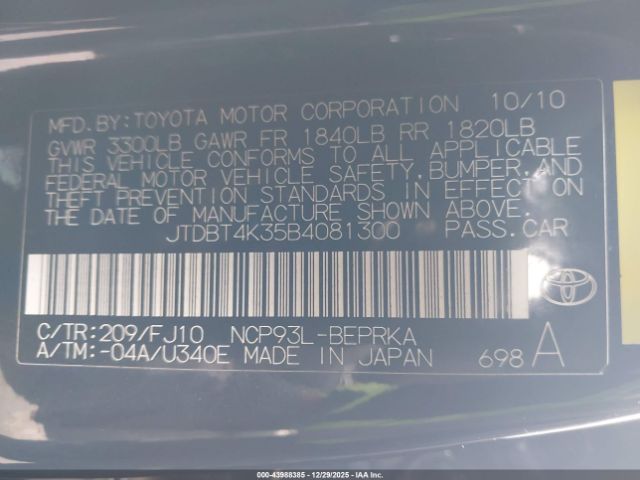 MFD.BY:TOYOTA MOTOR CORPORATION 10/10
GVWR 3300LB GAWR FR 1840LB RR 1820LB
THIS VEHICLE CONFORMS TO ALL APPLICABLE
FEDERAL MOTOR VEHICLE SAFETY,BUMPER,AND
THEFT PREVENTION STANDARDS IN EFFECT ON
THE DATE OF MANUFACTURE SHOWN ABOVE.
JTDBT4K35B4081300 PASS.CAR
C/TR:209/FJ10 NCP93L-BEPRKA
A/TM:-04A/U340E MADE IN JAPAN 698 A
000-43988385 - 12/29/2025 - IAA Inc.